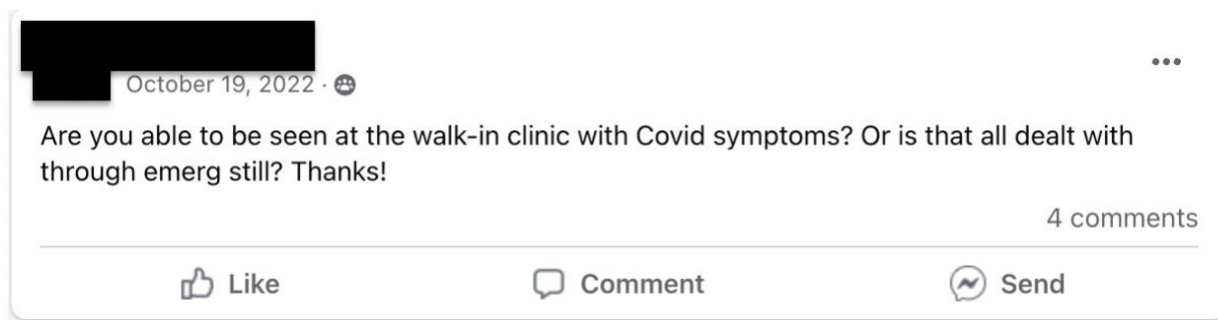 October 19, 2022 ·
Are you able to be seen at the walk-in clinic with Covid symptoms? Or is that all dealt with
through emerg still? Thanks!
4 comments
Like Comment Send